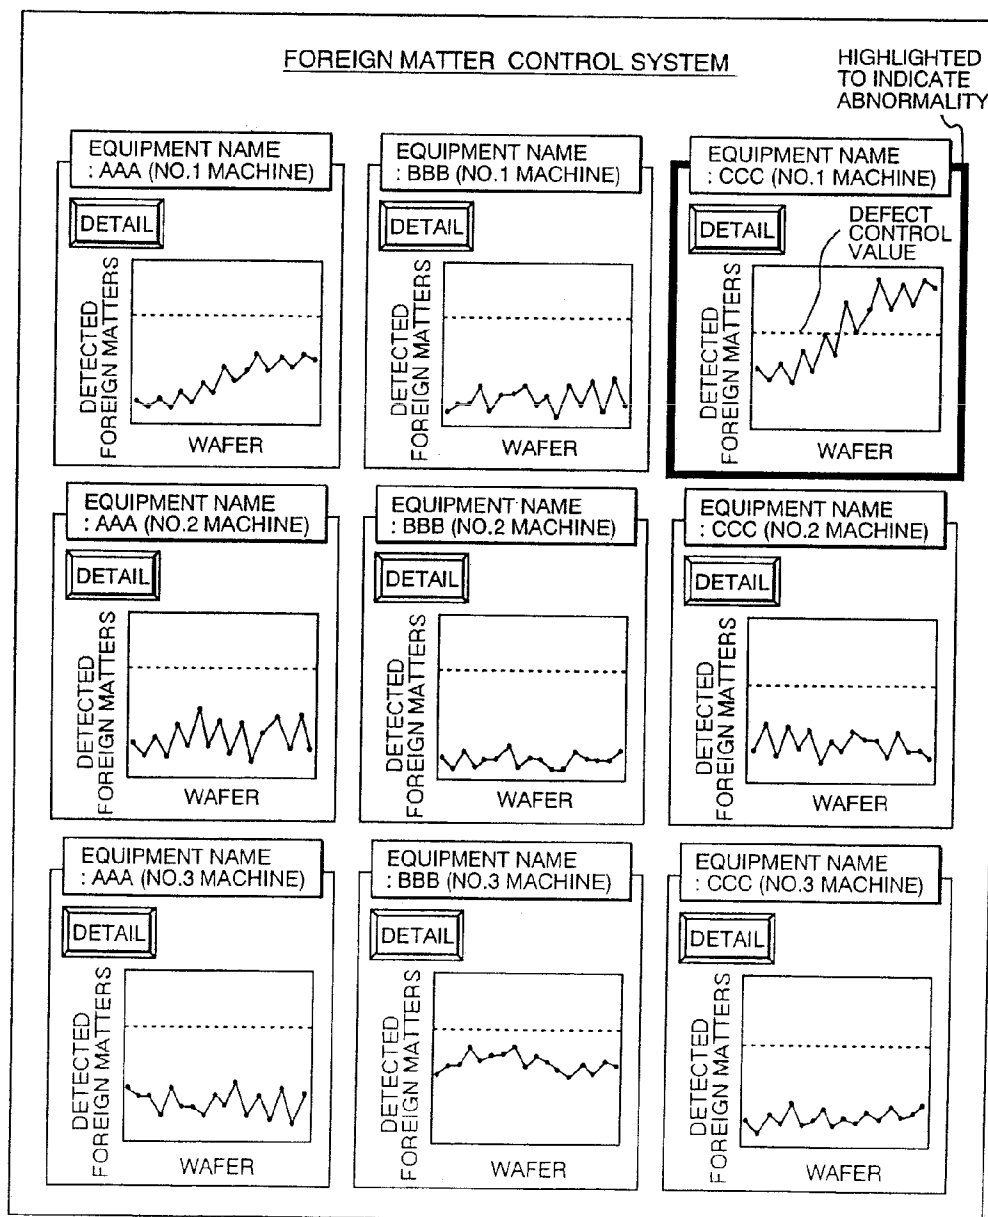 FOREIGN MATTER CONTROL SYSTEM
HIGHLIGHTED
TO INDICATE
ABNORMALITY
EQUIPMENT NAME
: AAA (NO.1 MACHINE)
DETAIL
DETECTED
FOREIGN MATTERS
WAFER
EQUIPMENT NAME
: BBB (NO.1 MACHINE)
DETAIL
DETECTED
FOREIGN MATTERS
WAFER
EQUIPMENT NAME
: CCC (NO.1 MACHINE)
DETAIL
DEFECT
CONTROL
VALUE
DETECTED
FOREIGN MATTERS
WAFER
EQUIPMENT NAME
: AAA (NO.2 MACHINE)
DETAIL
DETECTED
FOREIGN MATTERS
WAFER
EQUIPMENT NAME
: BBB (NO.2 MACHINE)
DETAIL
DETECTED
FOREIGN MATTERS
WAFER
EQUIPMENT NAME
: CCC (NO.2 MACHINE)
DETAIL
DETECTED
FOREIGN MATTERS
WAFER
EQUIPMENT NAME
: AAA (NO.3 MACHINE)
DETAIL
DETECTED
FOREIGN MATTERS
WAFER
EQUIPMENT NAME
: BBB (NO.3 MACHINE)
DETAIL
DETECTED
FOREIGN MATTERS
WAFER
EQUIPMENT NAME
: CCC (NO.3 MACHINE)
DETAIL
DETECTED
FOREIGN MATTERS
WAFER